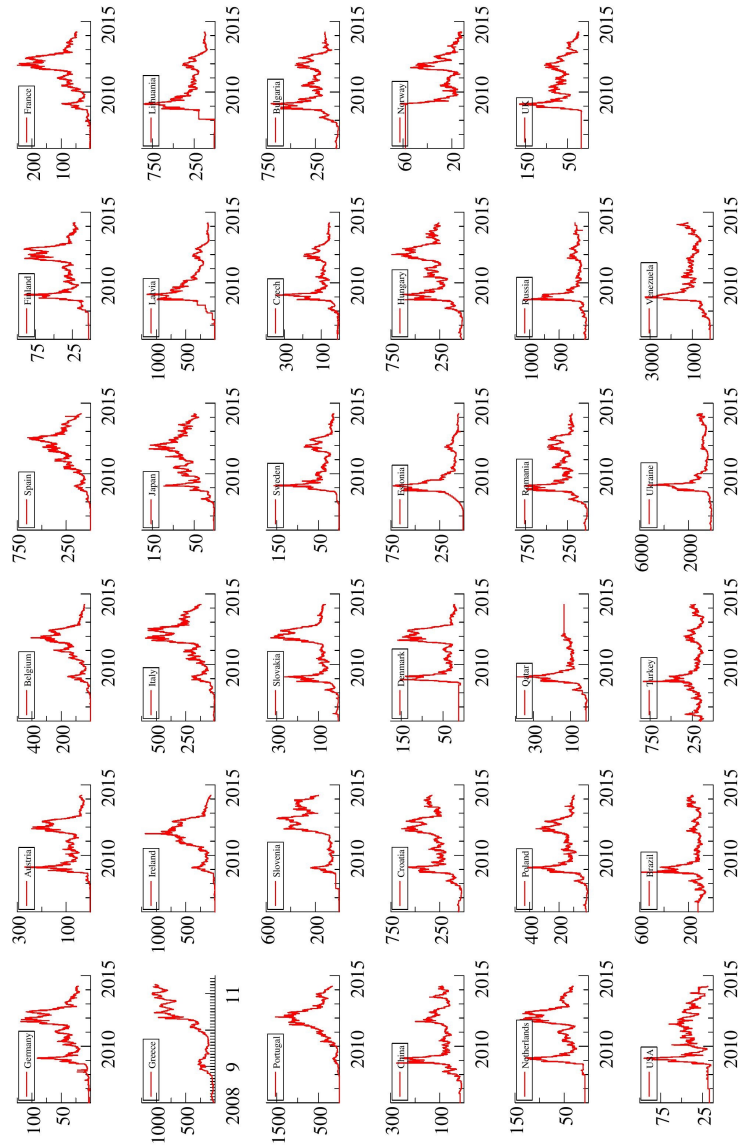 Germany
100
50
2010 2015
Austria
300
100
2010 2015
Belgium
400
200
2010 2015
Spain
750
250
2010 2015
Finland
75
25
2010 2015
France
200
100
2010 2015
Greece
1000
500
2008 9 11
Ireland
1000
500
2010 2015
Italy
500
250
2010 2015
Japan
150
50
2010 2015
Latvia
1000
500
2010 2015
Lithuania
750
250
2010 2015
Portugal
1500
500
2010 2015
Slovenia
600
200
2010 2015
Slovakia
300
100
2010 2015
Sweden
150
50
2010 2015
Czech
300
100
2010 2015
Bulgaria
750
250
2010 2015
China
300
100
2010 2015
Croatia
750
250
2010 2015
Denmark
150
50
2010 2015
Estonia
750
250
2010 2015
Hungary
750
250
2010 2015
Norway
60
20
2010 2015
Netherlands
150
50
2010 2015
Poland
400
200
2010 2015
Qatar
300
100
2010 2015
Romania
750
250
2010 2015
Russia
1000
500
2010 2015
UK
150
50
2010 2015
USA
75
25
2010 2015
Brazil
600
200
2010 2015
Turkey
750
250
2010 2015
Ukraine
6000
2000
2010 2015
Venezuela
3000
1000
2010 2015